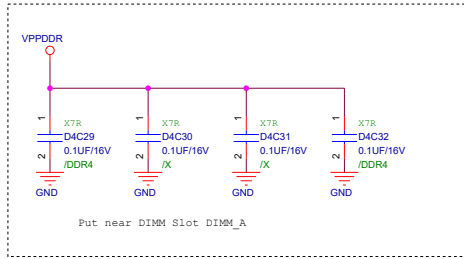 VPPDDR
1 X7R 1 X7R 1 X7R 1 X7R
D4C29 D4C30 D4C31 D4C32
2 0.1UF/16V 2 0.1UF/16V 2 0.1UF/16V 2 0.1UF/16V
/DDR4 /X /X /DDR4
GND GND GND GND
Put near DIMM Slot DIMM_A